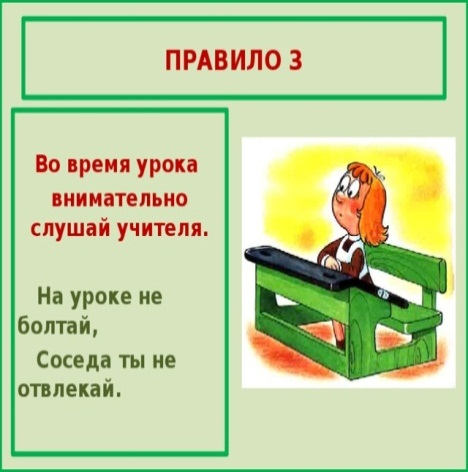 ПРАВИЛО 3
Во время урока
внимательно
слушай учителя.
На уроке не
болтай,
Соседа ты не
отвлекай.